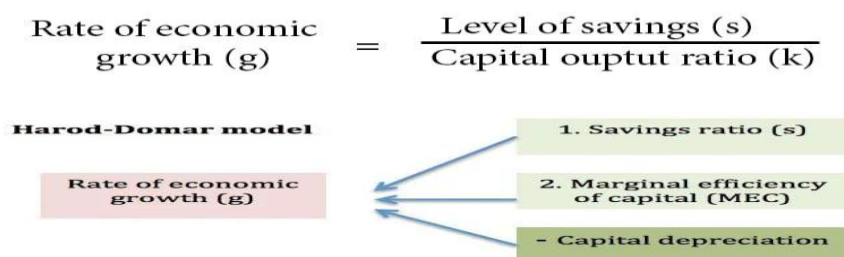 Rate of economic
growth (g)
=
Level of savings (s)
Capital ouptut ratio (k)
Harod-Domar model
1. Savings ratio (s)
Rate of economic
growth (g)
2. Marginal efficiency
of capital (MEC)
- Capital depreciation